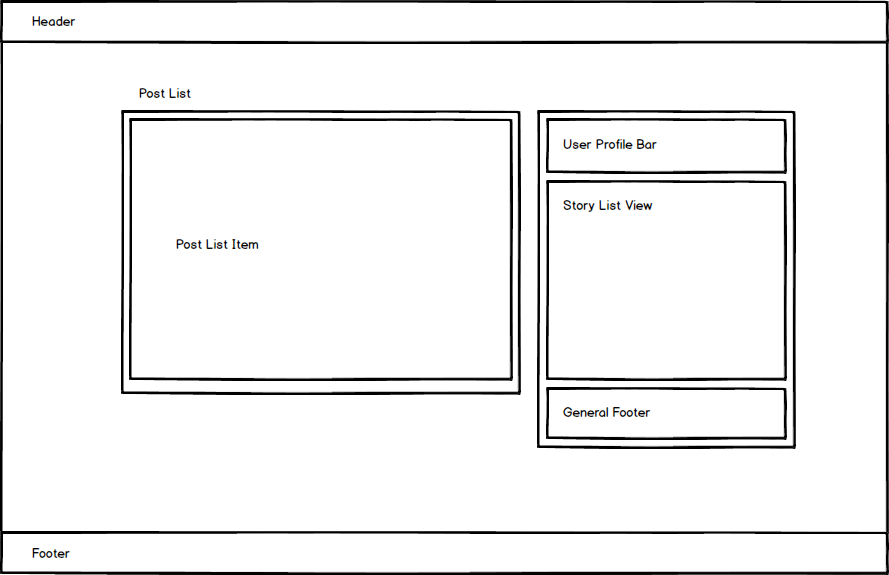 Header
Post List
Post List Item
User Profile Bar
Story List View
General Footer
Footer